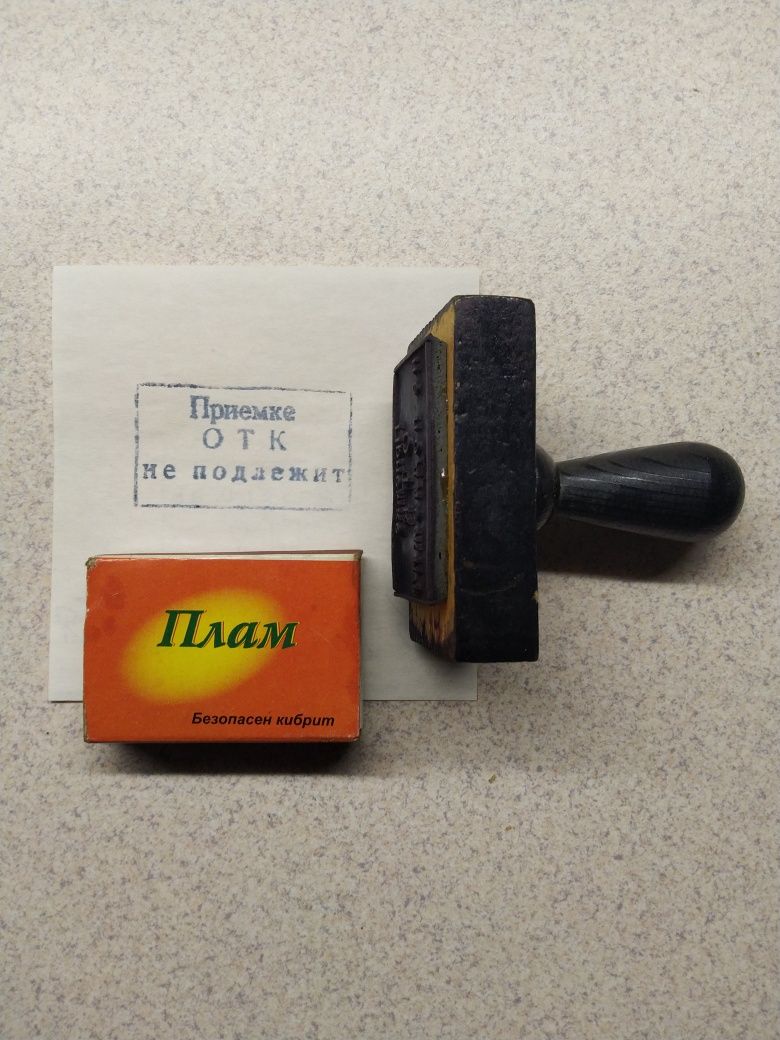 Приемке
ОТК
не подлежит
Плам
Безопасен кибрит